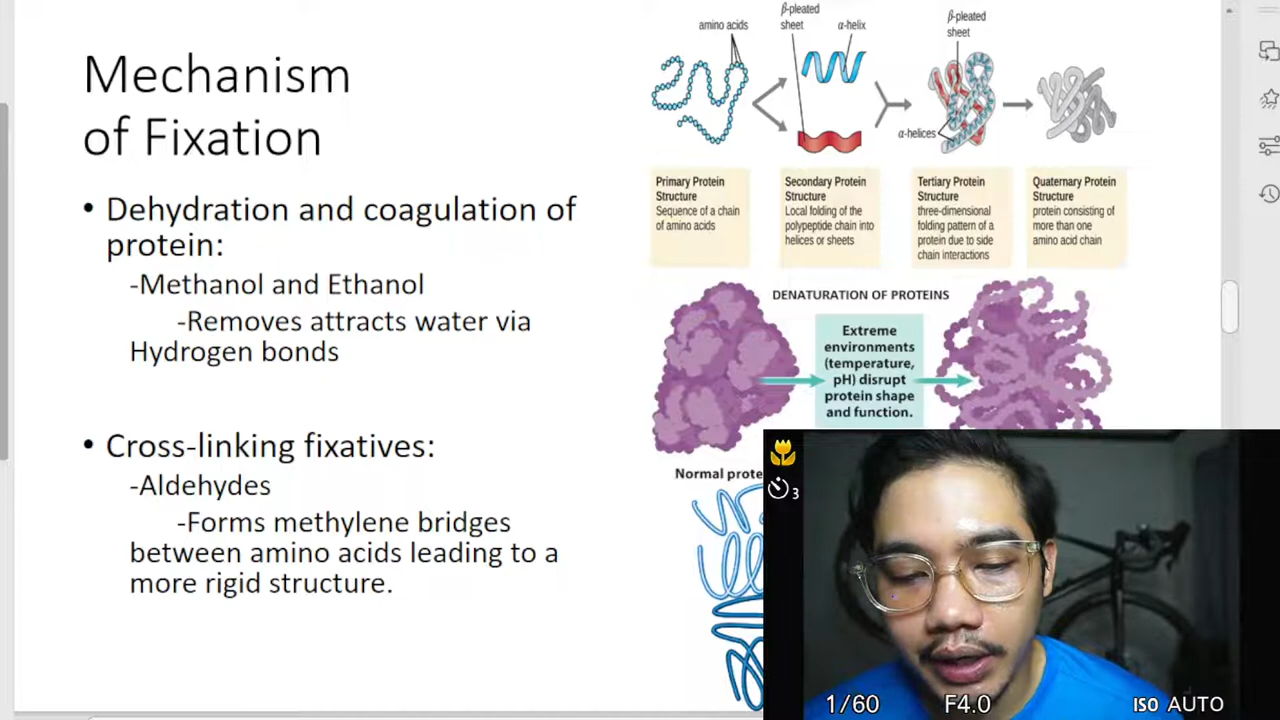 Mechanism
of Fixation
• Dehydration and coagulation of
protein:
-Methanol and Ethanol
-Removes attracts water via
Hydrogen bonds
• Cross-linking fixatives:
-Aldehydes
-Forms methylene bridges
between amino acids leading to a
more rigid structure.
amino acids
β-pleated
sheet
α-helix
β-pleated
sheet
α-helices
Primary Protein
Structure
Sequence of a chain
of amino acids
Secondary Protein
Structure
Local folding of the
polypeptide chain into
helices or sheets
Tertiary Protein
Structure
three-dimensional
folding pattern of a
protein due to side
chain interactions
Quaternary Protein
Structure
protein consisting of
more than one
amino acid chain
DENATURATION OF PROTEINS
Extreme
environments
(temperature,
pH) disrupt
protein shape
and function.
Normal prote
3
1/60 F4.0 ISO AUTO